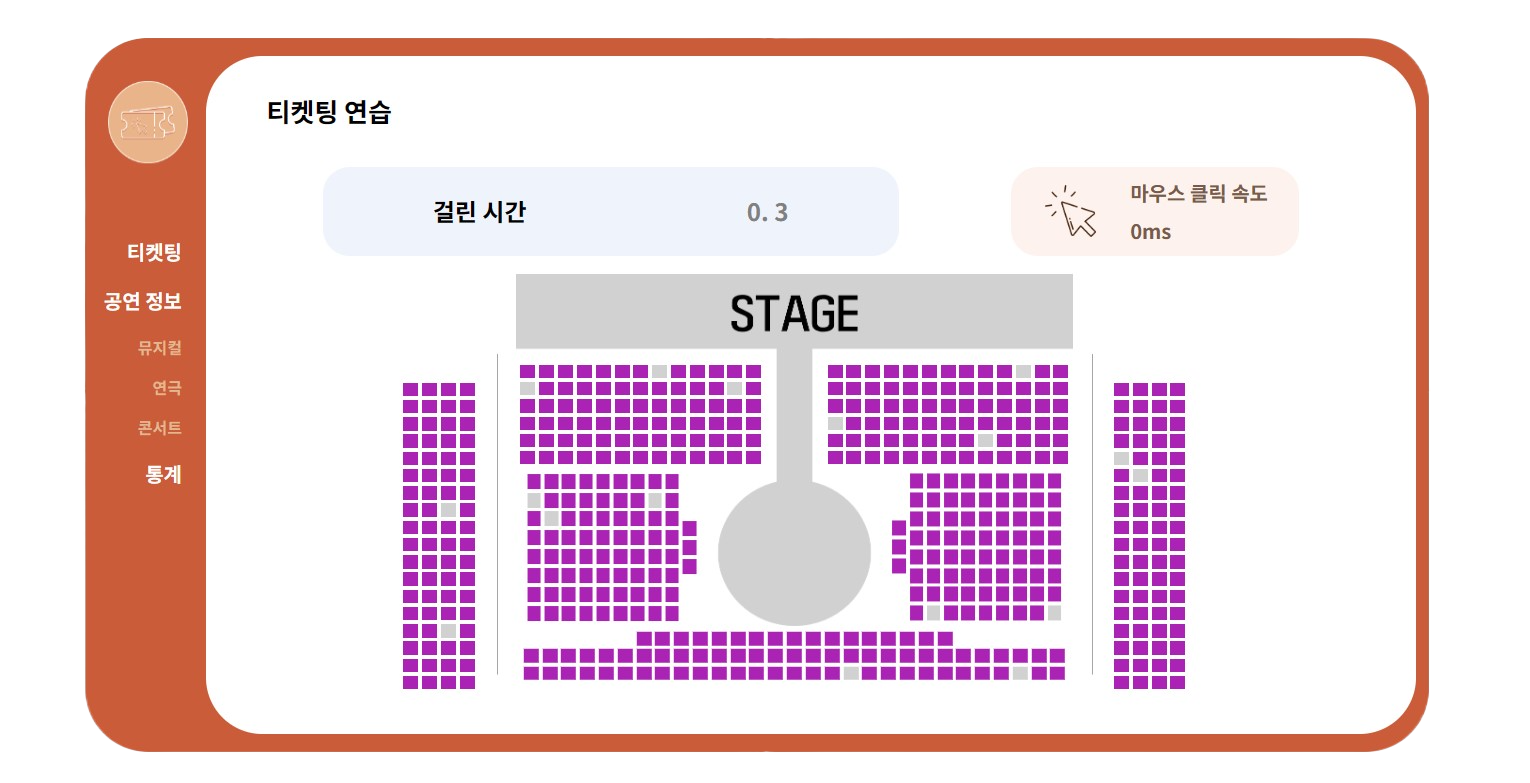 티켓팅 연습
걸린 시간
0. 3
마우스 클릭 속도
0ms
티켓팅
공연 정보
뮤지컬
연극
콘서트
통계
STAGE